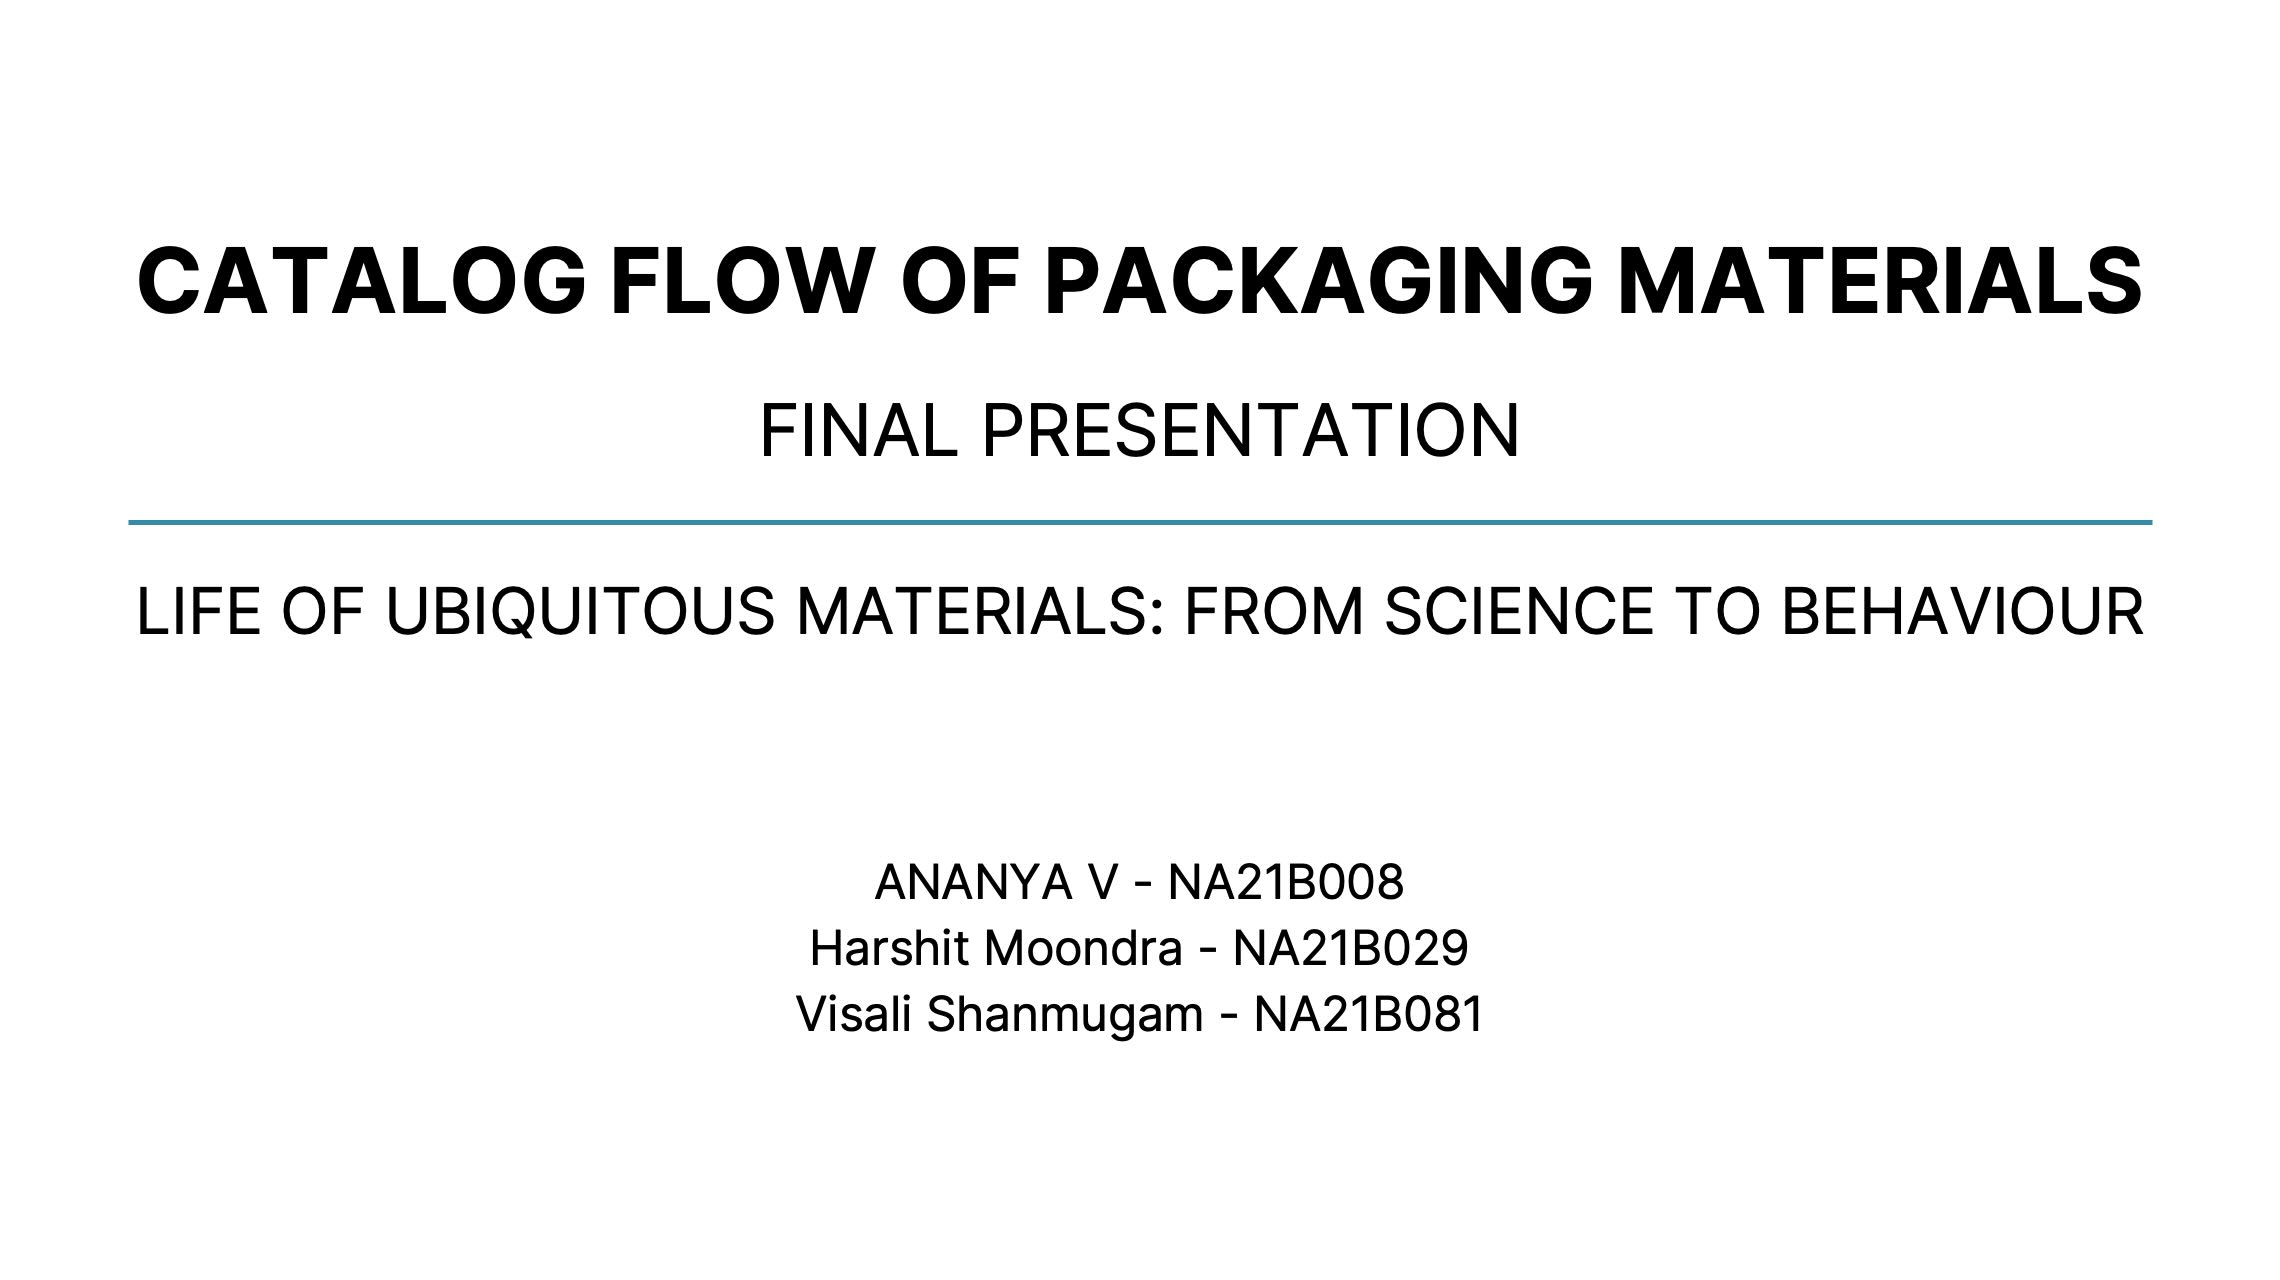 CATALOG FLOW OF PACKAGING MATERIALS
FINAL PRESENTATION
LIFE OF UBIQUITOUS MATERIALS: FROM SCIENCE TO BEHAVIOUR
ANANYA V - NA21B008
Harshit Moondra - NA21B029
Visali Shanmugam - NA21B081